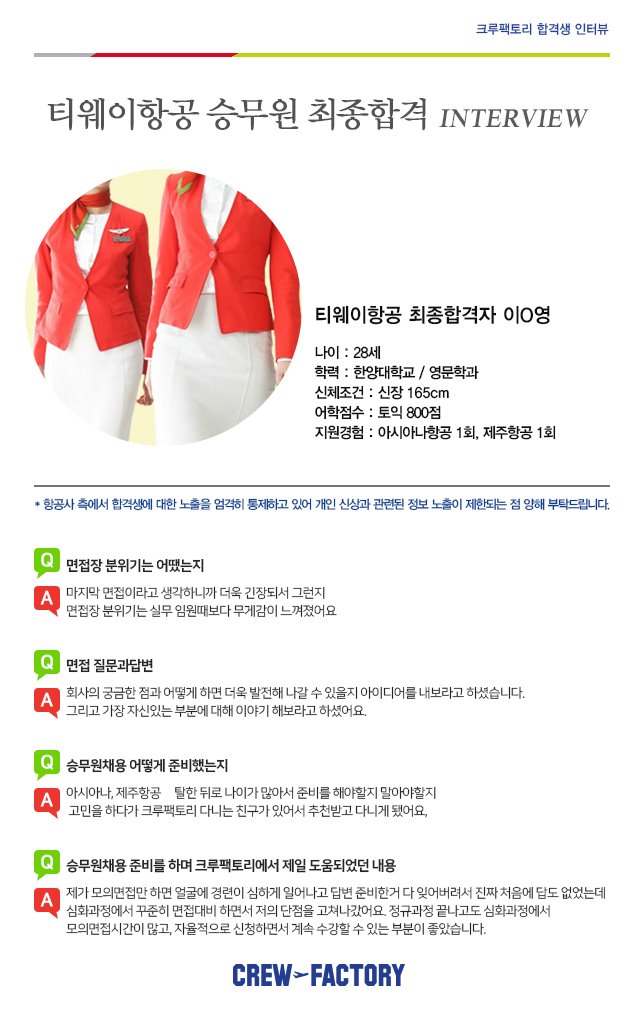 크루팩토리 합격생 인터뷰
티웨이항공 승무원 최종합격 INTERVIEW
티웨이항공 최종합격자 이O영
나이 : 28세
학력 : 한양대학교 / 영문학과
신체조건 : 신장 165cm
어학점수 : 토익 800점
지원경험 : 아시아나항공 1회, 제주항공 1회
* 항공사 측에서 합격생에 대한 노출을 엄격히 통제하고 있어 개인 신상과 관련된 정보 노출이 제한되는 점 양해 부탁드립니다.
Q 면접장 분위기는 어땠는지
A 마지막 면접이라고 생각하니까 더욱 긴장되서 그런지
면접장 분위기는 실무 임원때보다 무게감이 느껴졌어요
Q 면접 질문과답변
A 회사의 궁금한 점과 어떻게 하면 더욱 발전해 나갈 수 있을지 아이디어를 내보라고 하셨습니다.
그리고 가장 자신있는 부분에 대해 이야기 해보라고 하셨어요.
Q 승무원채용 어떻게 준비했는지
A 아시아나, 제주항공 탈한 뒤로 나이가 많아서 준비를 해야할지 말아야할지
고민을 하다가 크루팩토리 다니는 친구가 있어서 추천받고 다니게 됐어요,
Q 승무원채용 준비를 하며 크루팩토리에서 제일 도움되었던 내용
A 제가 모의면접만 하면 얼굴에 경련이 심하게 일어나고 답변 준비한거 다 잊어버려서 진짜 처음에 답도 없었는데
심화과정에서 꾸준히 면접대비 하면서 저의 단점을 고쳐나갔어요. 정규과정 끝나고도 심화과정에서
모의면접시간이 많고, 자율적으로 신청하면서 계속 수강할 수 있는 부분이 좋았습니다.
CREW FACTORY